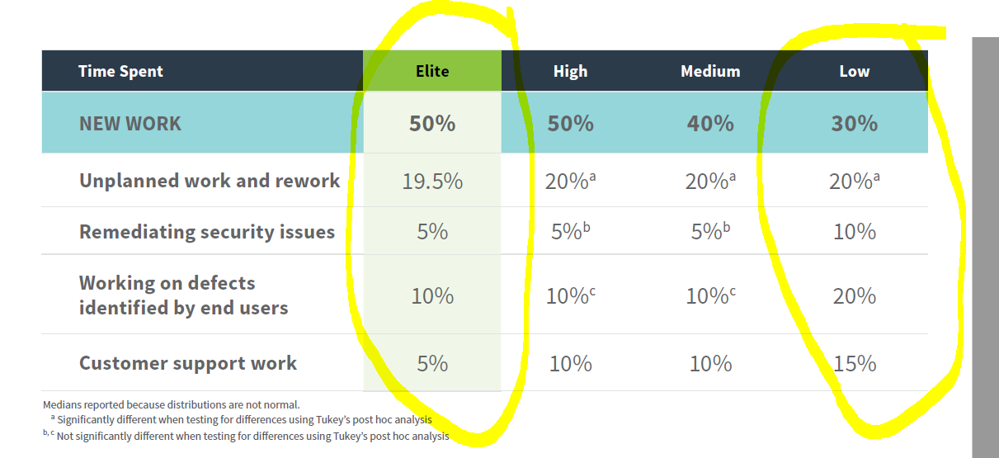 Time Spent Elite High Medium Low
NEW WORK 50% 50% 40% 30%
Unplanned work and rework 19.5% 20%ᵃ 20%ᵃ 20%ᵃ
Remediating security issues 5% 5%ᵇ 5%ᵇ 10%
Working on defects
identified by end users 10% 10%ᶜ 10%ᶜ 20%
Customer support work 5% 10% 10% 15%
Medians reported because distributions are not normal.
ᵃ Significantly different when testing for differences using Tukey’s post hoc analysis
ᵇ, ᶜ Not significantly different when testing for differences using Tukey’s post hoc analysis